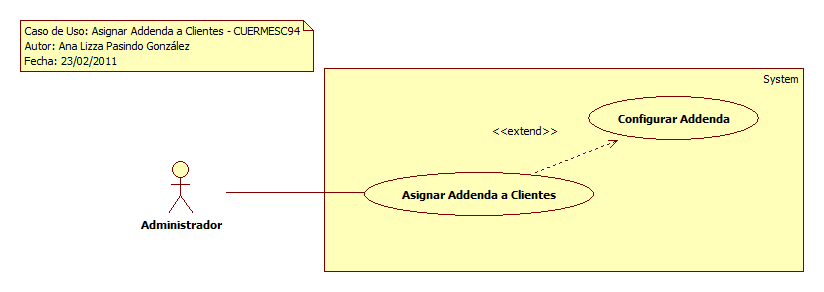 Caso de Uso: Asignar Addenda a Clientes - CUERMESC94
Autor: Ana Lizza Pasindo González
Fecha: 23/02/2011
System
Configurar Addenda
<<extend>>
Asignar Addenda a Clientes
Administrador